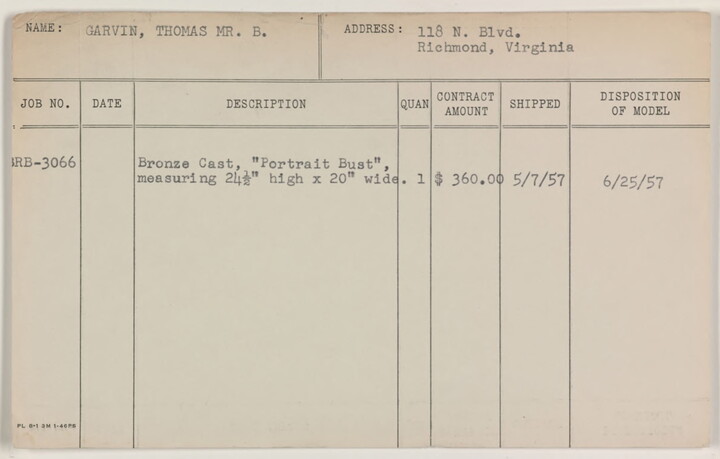 NAME: GARVIN, THOMAS MR. B. ADDRESS: 118 N. Blvd.
Richmond, Virginia
JOB NO. DATE DESCRIPTION QUAN CONTRACT AMOUNT SHIPPED DISPOSITION OF MODEL
RB-3066 Bronze Cast, "Portrait Bust",
measuring 24½" high x 20" wide. 1 $ 360.00 5/7/57 6/25/57